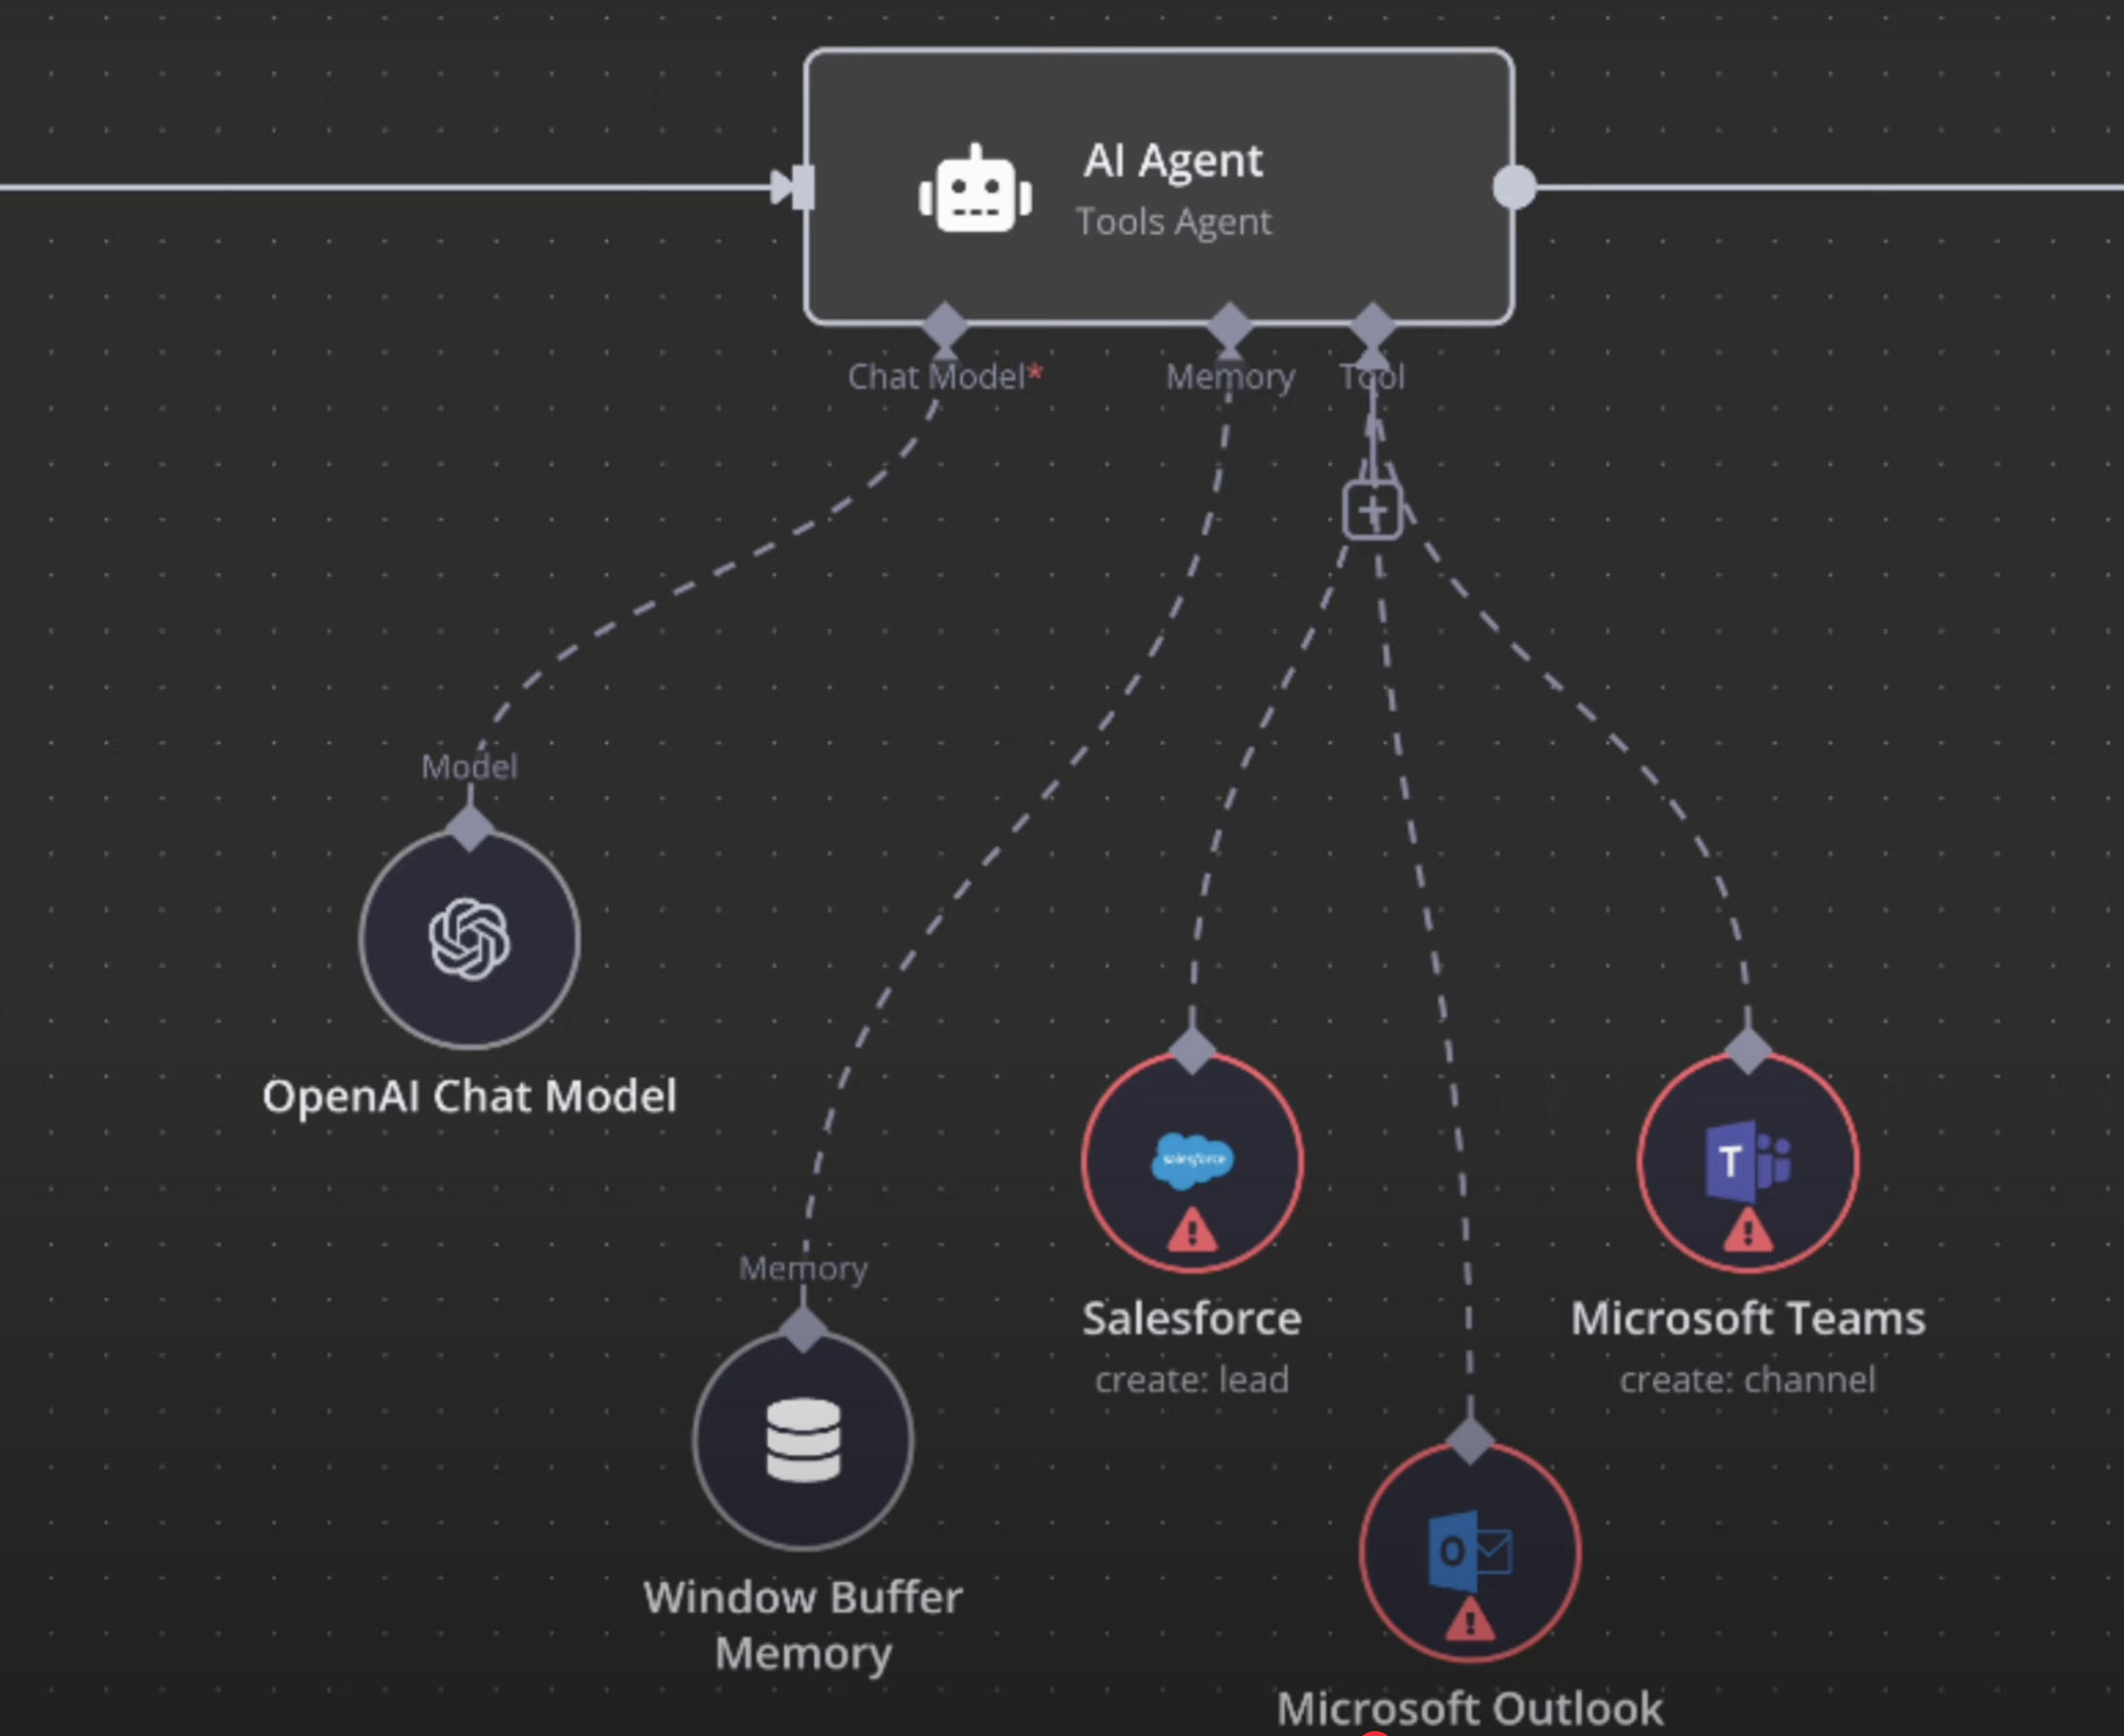 AI Agent
Tools Agent
Chat Model*
Memory
Tool
Model
OpenAI Chat Model
salesforce
T
Salesforce
create: lead
Microsoft Teams
create: channel
Memory
Window Buffer
Memory
O
Microsoft Outlook